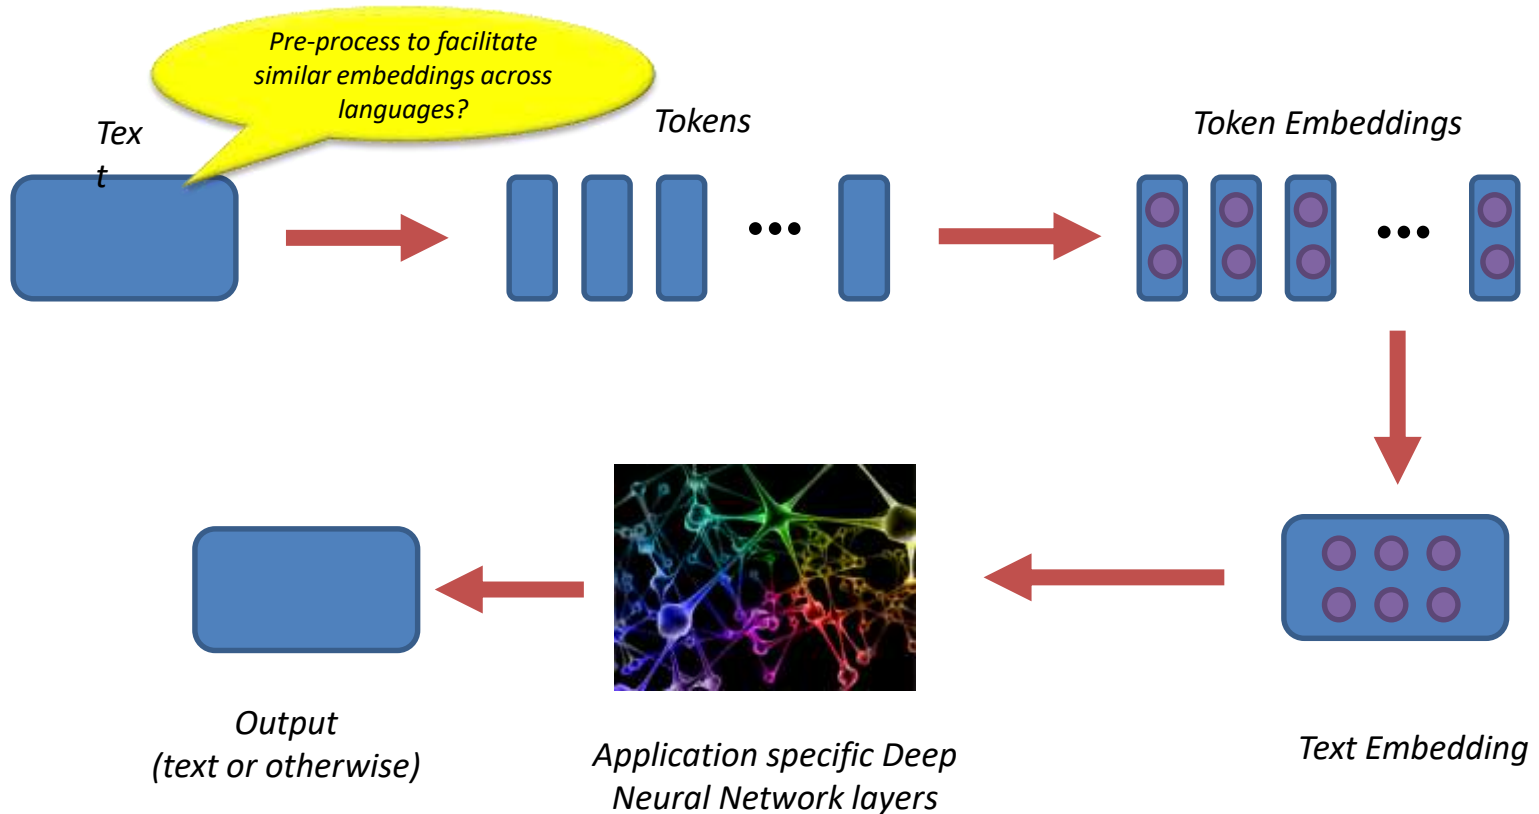 Pre-process to facilitate
similar embeddings across
languages?
Tex
t
Tokens
Token Embeddings
Output
(text or otherwise)
Application specific Deep
Neural Network layers
Text Embedding